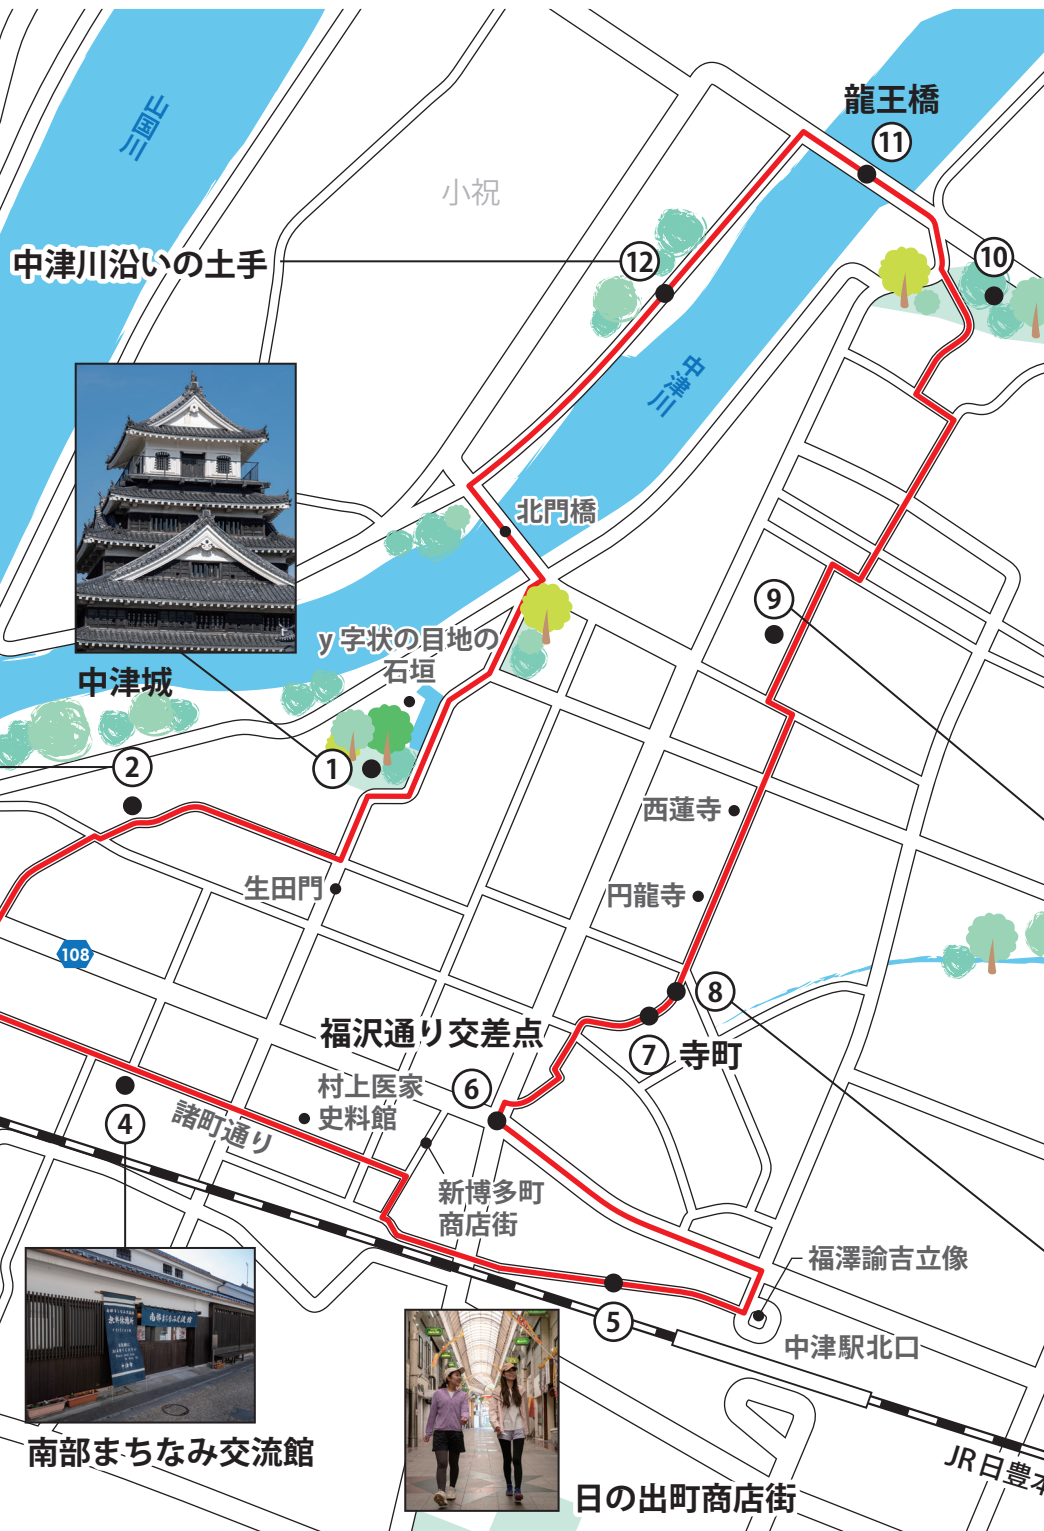 山国川
龍王橋
11
小祝
中津川沿いの土手
12
10
中津川
北門橋
9
y字状の目地の
石垣
中津城
2
1
西蓮寺
生田門
円龍寺
108
8
福沢通り交差点
7 寺町
6
村上医家
史料館
4
諸町通り
新博多町
商店街
福澤諭吉立像
5
中津駅北口
南部まちなみ交流館
JR日豊本
日の出町商店街